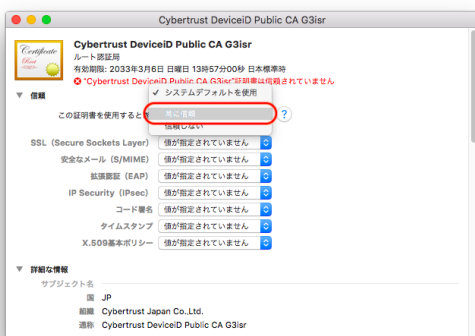 Cybertrust DeviceiD Public CA G3isr
Certificate
Root
Cybertrust DeviceiD Public CA G3isr
ルート認証局
有効期限: 2033年3月6日 日曜日 13時57分00秒 日本標準時
"Cybertrust DeviceiD Public CA G3isr"証明書は信頼されていません
▼ 信頼
✓ システムデフォルトを使用
この証明書を使用するとき
常に信頼
?
信頼しない
SSL（Secure Sockets Layer） 値が指定されていません
安全なメール（S/MIME） 値が指定されていません
拡張認証（EAP） 値が指定されていません
IP Security（IPsec） 値が指定されていません
コード署名 値が指定されていません
タイムスタンプ 値が指定されていません
X.509基本ポリシー 値が指定されていません
▼ 詳細な情報
サブジェクト名
国 JP
組織 Cybertrust Japan Co.,Ltd.
通称 Cybertrust DeviceiD Public CA G3isr